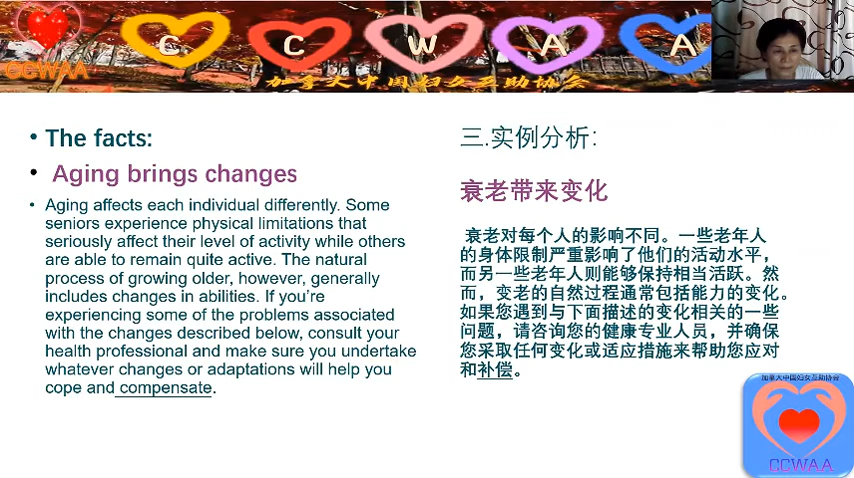 CCWAA
C C W A A
加拿大中国妇女互助协会
• The facts:
• Aging brings changes
• Aging affects each individual differently. Some
seniors experience physical limitations that
seriously affect their level of activity while others
are able to remain quite active. The natural
process of growing older, however, generally
includes changes in abilities. If you’re
experiencing some of the problems associated
with the changes described below, consult your
health professional and make sure you undertake
whatever changes or adaptations will help you
cope and compensate.
三.实例分析:
衰老带来变化
衰老对每个人的影响不同。一些老年人
的身体限制严重影响了他们的活动水平，
而另一些老年人则能够保持相当活跃。然
而，变老的自然过程通常包括能力的变化。
如果您遇到与下面描述的变化相关的一些
问题，请咨询您的健康专业人员，并确保
您采取任何变化或适应措施来帮助您应对
和补偿。
加拿大中国妇女互助协会
CCWAA